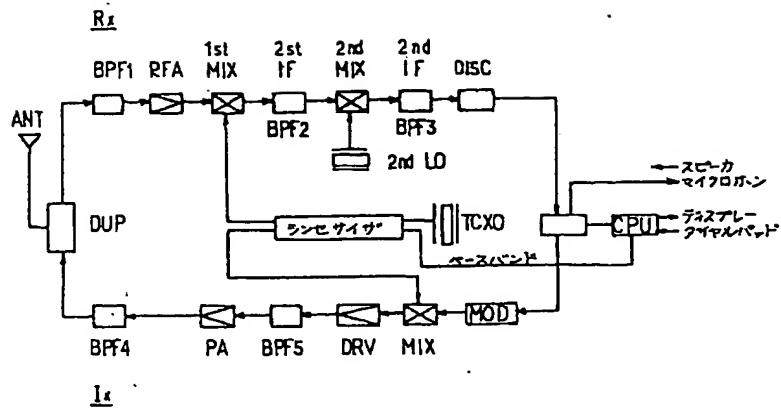 Rx
1st 2st 2nd 2nd
BPF1 RFA MIX IF MIX IF DISC
ANT
BPF2 BPF3
2nd LO
スピーカ
マイクロホン
DUP
ランセサイザ
TCXO
CPU
ディスプレー
ダイヤルパッド
ベースバンド
MOD
BPF4 PA BPF5 DRV MIX
Ix